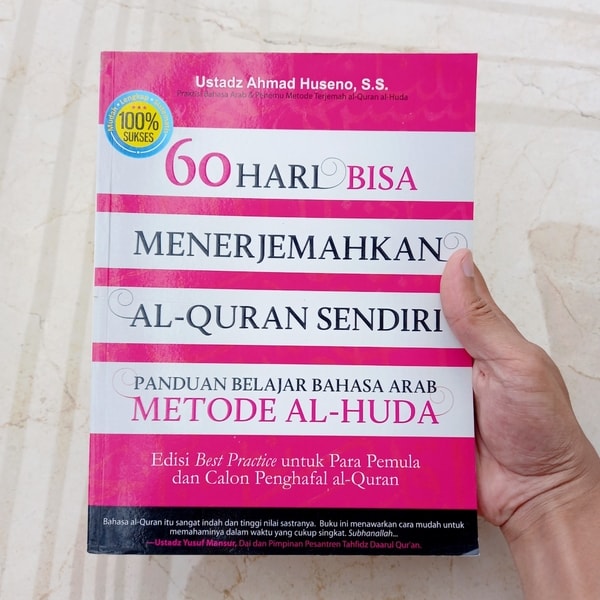 Ustadz Ahmad Huseno, S.S.
Praktisi Bahasa Arab & Penemu Metode Terjemah al-Quran al-Huda
Mudah • Lengkap •
100%
SUKSES
60 HARI BISA
MENERJEMAHKAN
AL-QURAN SENDIRI
PANDUAN BELAJAR BAHASA ARAB
METODE AL-HUDA
Edisi Best Practice untuk Para Pemula
dan Calon Penghafal al-Quran
Bahasa al-Quran itu sangat indah dan tinggi nilai sastranya. Buku ini menawarkan cara mudah untuk
memahaminya dalam waktu yang cukup singkat. Subhanallah...
—Ustadz Yusuf Mansur, Dai dan Pimpinan Pesantren Tahfidz Daarul Qur'an.